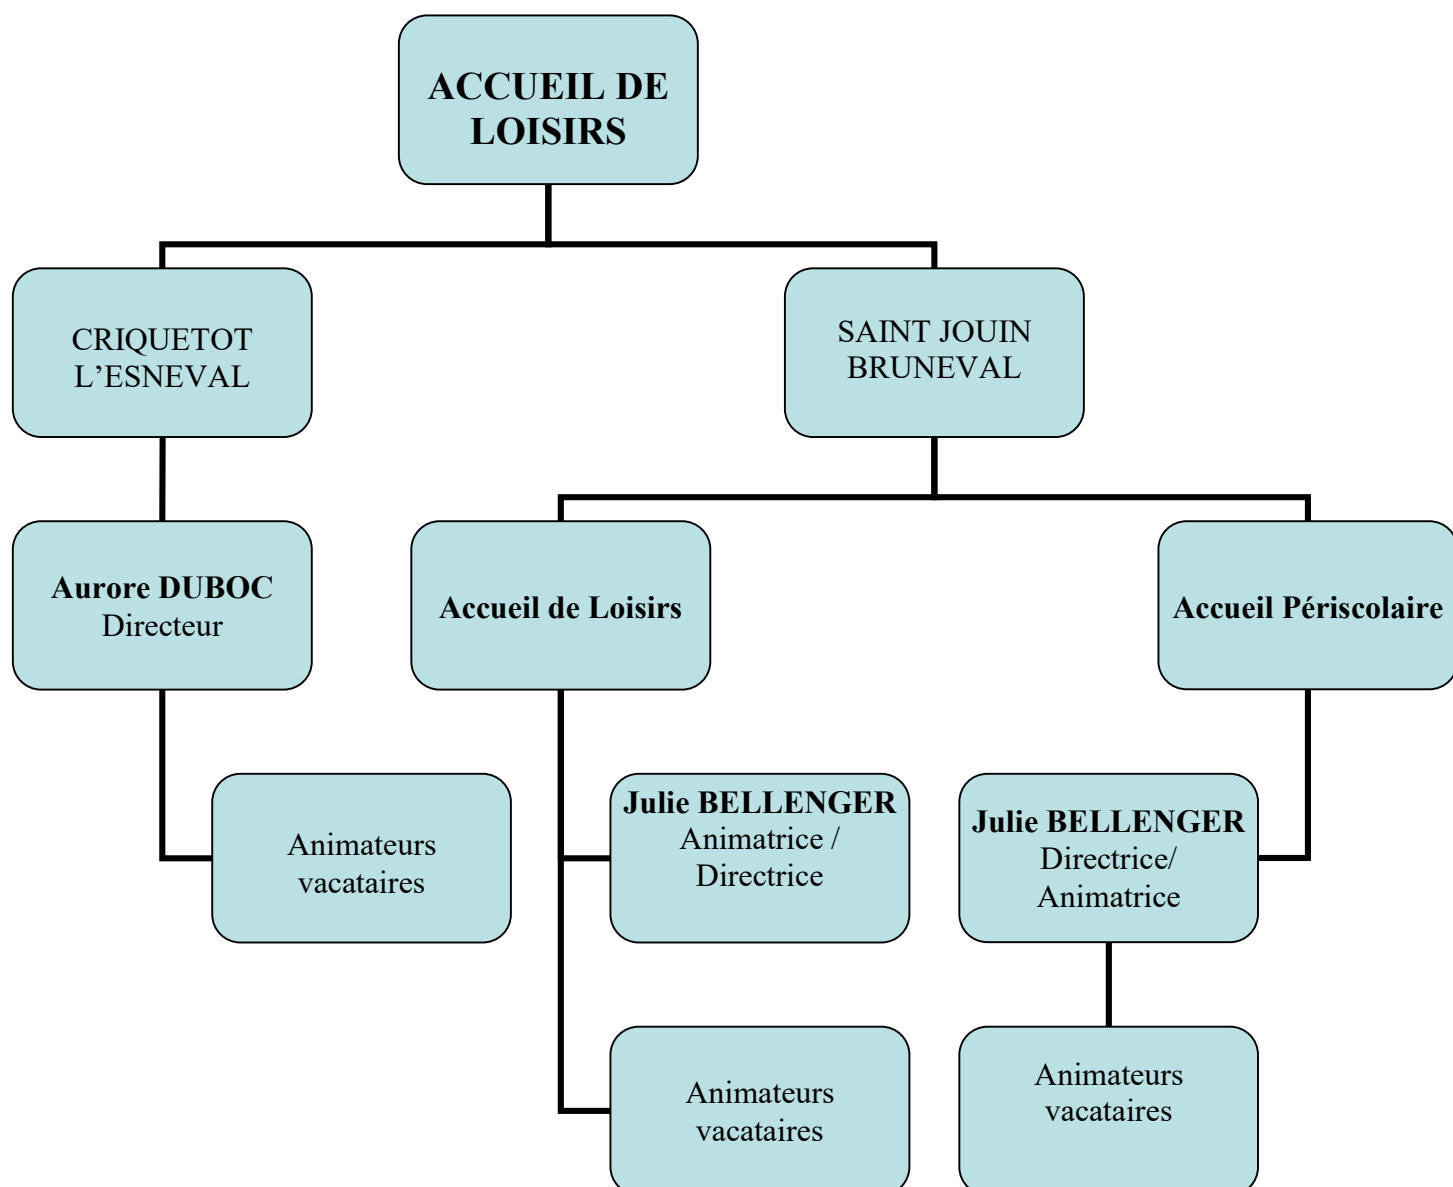 ACCUEIL DE
LOISIRS
CRIQUETOT
L’ESNEVAL
SAINT JOUIN
BRUNEVAL
Aurore DUBOC
Directeur
Accueil de Loisirs
Accueil Périscolaire
Animateurs
vacataires
Julie BELLENGER
Animatrice /
Directrice
Julie BELLENGER
Directrice/
Animatrice
Animateurs
vacataires
Animateurs
vacataires